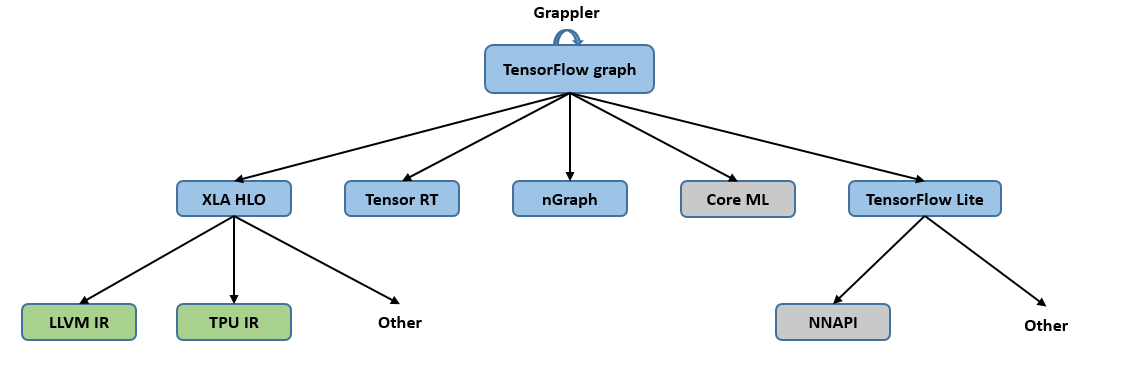 Grappler
TensorFlow graph
XLA HLO
Tensor RT
nGraph
Core ML
TensorFlow Lite
LLVM IR
TPU IR
Other
NNAPI
Other